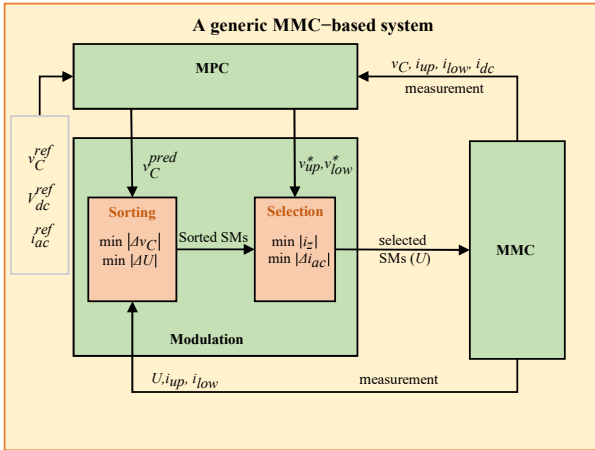 A generic MMC−based system
MPC
v_C, i_up, i_low, i_dc
measurement
v_C^ref
V_dc^ref
i_ac^ref
v_C^pred
v*_up,v*_low
Sorting
min |Δv_C|
min |ΔU|
Sorted SMs
Selection
min |i_z|
min |Δi_ac|
selected
SMs (U)
MMC
Modulation
U,i_up, i_low
measurement